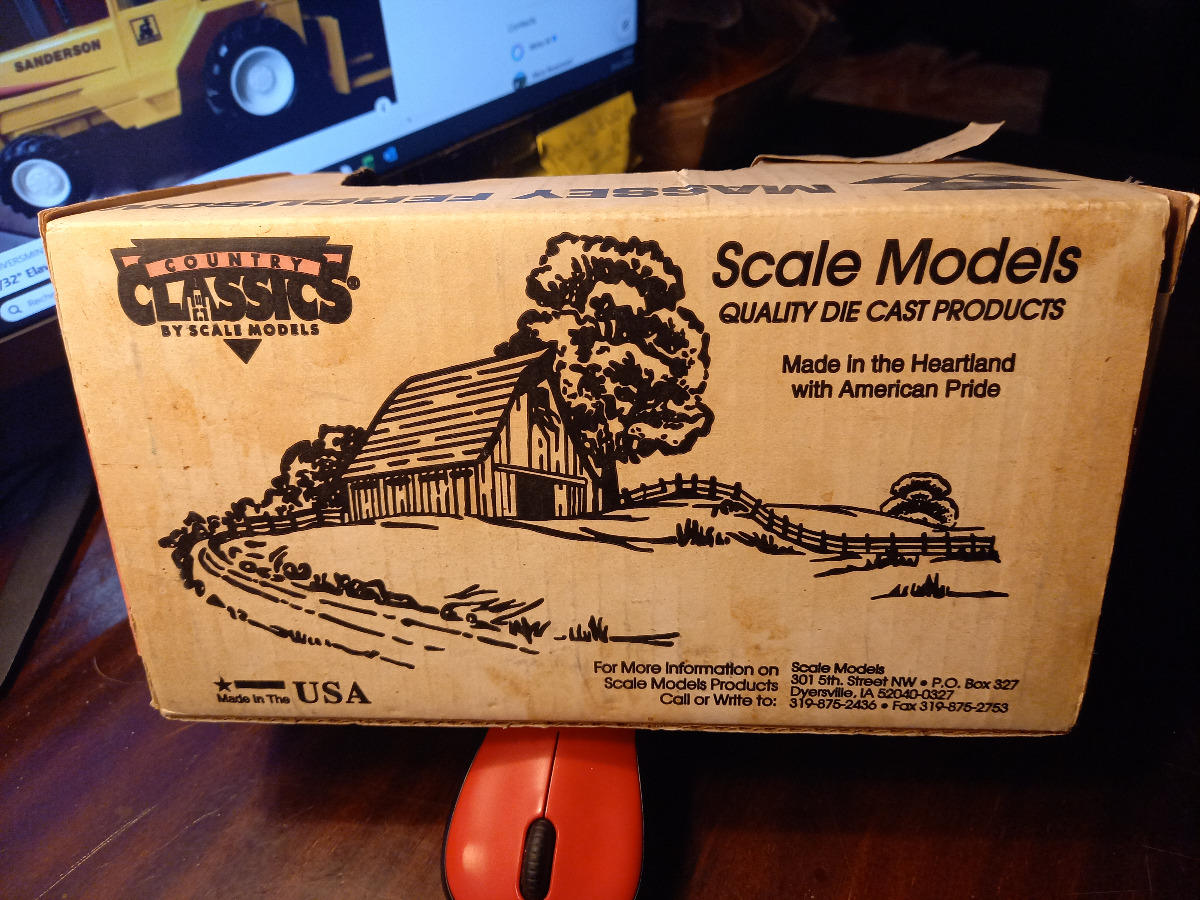 SANDERSON
Contacts
MASSEY FERGUSON
COUNTRY
CLASSICS®
BY SCALE MODELS
Scale Models
QUALITY DIE CAST PRODUCTS
Made in the Heartland
with American Pride
Made In The USA
For More Information on
Scale Models Products
Call or Write to:
Scale Models
301 5th. Street NW • P.O. Box 327
Dyersville, IA 52040-0327
319-875-2436 • Fax 319-875-2753